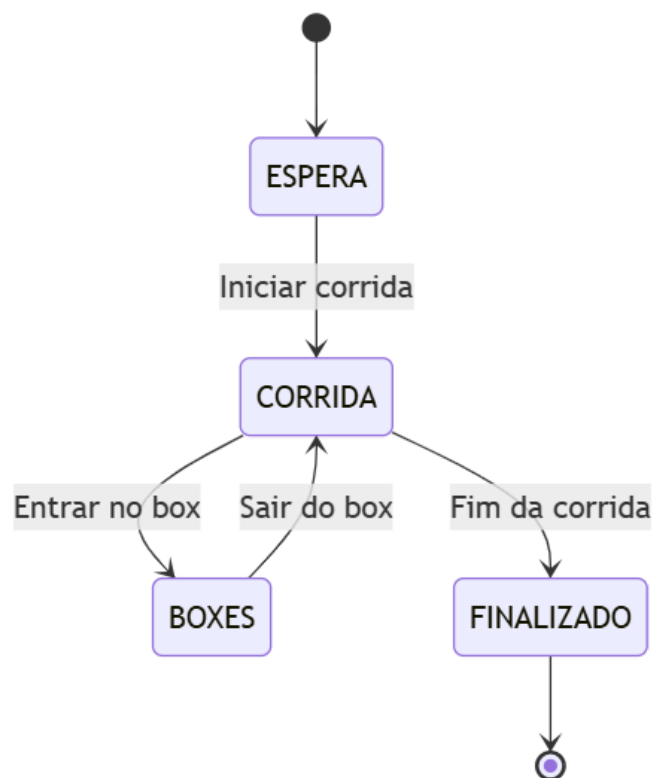 ESPERA
Iniciar corrida
CORRIDA
Entrar no box
Sair do box
Fim da corrida
BOXES
FINALIZADO